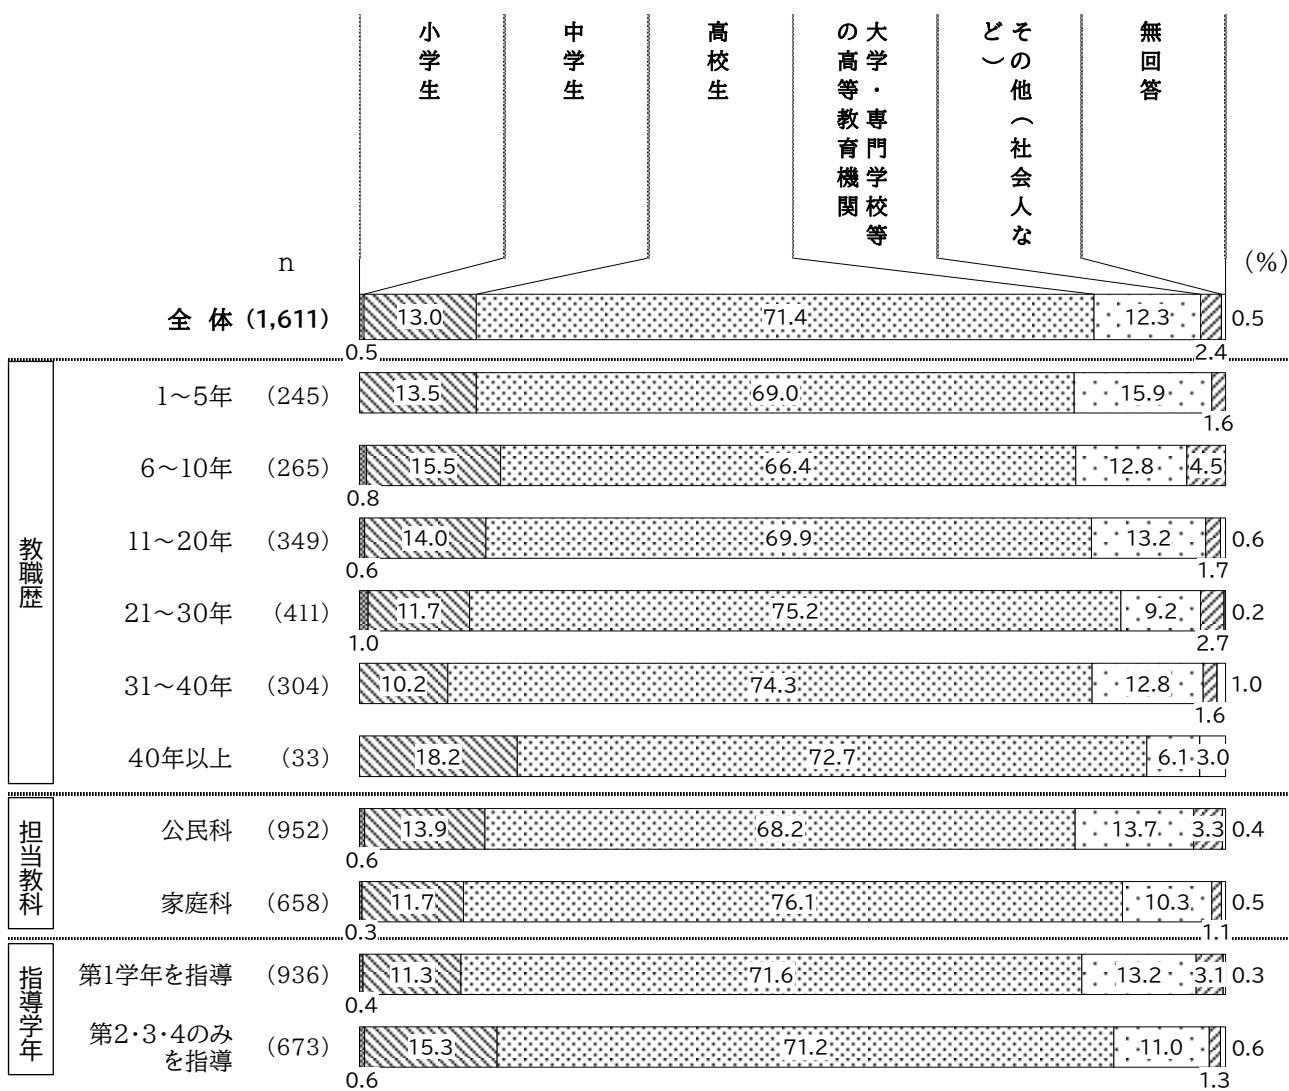 小学生
中学生
高校生
大学・専門学校等
の高等教育機関
その他（社会人な
ど）
無回答
n
(%)
全 体 (1,611)
13.0 71.4 12.3 0.5
0.5 2.4
教職歴
1～5年 (245) 13.5 69.0 15.9
1.6
6～10年 (265) 15.5 66.4 12.8 4.5
0.8
11～20年 (349) 14.0 69.9 13.2 0.6
0.6 1.7
21～30年 (411) 11.7 75.2 9.2 0.2
1.0 2.7
31～40年 (304) 10.2 74.3 12.8 1.0
1.6
40年以上 (33) 18.2 72.7 6.1 3.0
担当教科
公民科 (952) 13.9 68.2 13.7 3.3 0.4
0.6
家庭科 (658) 11.7 76.1 10.3 0.5
0.3 1.1
指導学年
第1学年を指導 (936) 11.3 71.6 13.2 3.1 0.3
0.4
第2・3・4のみ
を指導 (673) 15.3 71.2 11.0 0.6
0.6 1.3